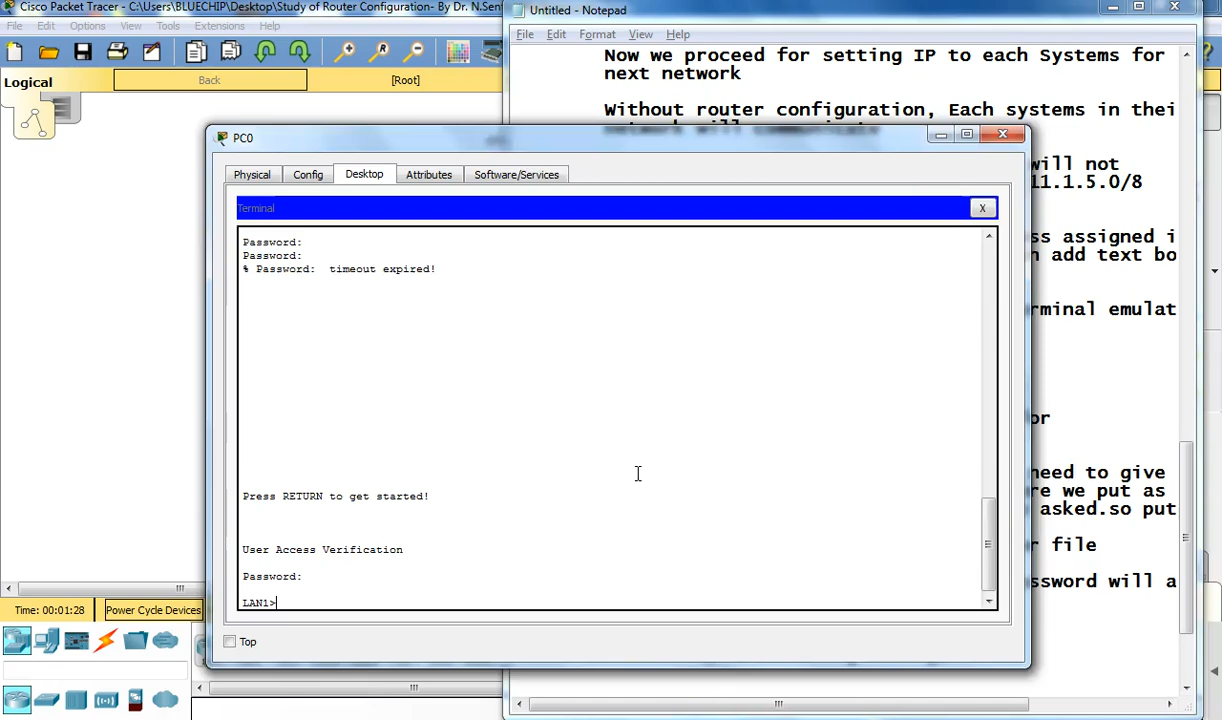 Cisco Packet Tracer - C:\Users\BLUECHIP\Desktop\Study of Router Configuration- By Dr. N.Senf
File Edit Options View Tools Extensions Help
Logical
Back
[Root]
Untitled - Notepad
File Edit Format View Help
Now we proceed for setting IP to each Systems for
next network
Without router configuration, Each systems in thei
network will communicate
will not
11.1.5.0/8
ss assigned i
n add text bo
rminal emulat
or
need to give
re we put as
asked.so put
r file
ssword will a
PC0
Physical Config Desktop Attributes Software/Services
Terminal
X
Password:
Password:
% Password:  timeout expired!
Press RETURN to get started!
User Access Verification
Password:
LAN1>
Top
Time: 00:01:28
Power Cycle Devices